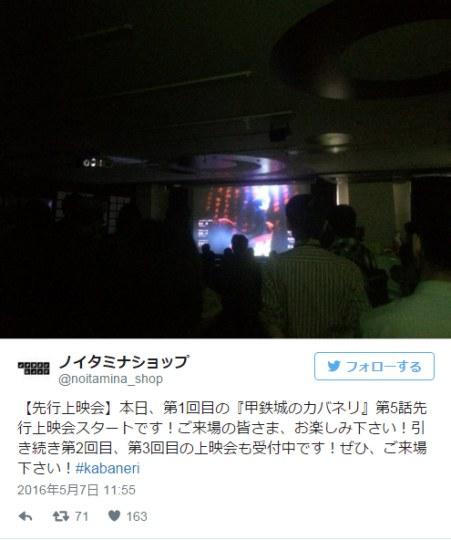 ノイタミナショップ
@noitamina_shop
フォローする
【先行上映会】本日、第1回目の『甲鉄城のカバネリ』第5話先
行上映会スタートです！ご来場の皆さま、お楽しみ下さい！引
き続き第2回目、第3回目の上映会も受付中です！ぜひ、ご来場
下さい！#kabaneri
2016年5月7日 11:55
71
163